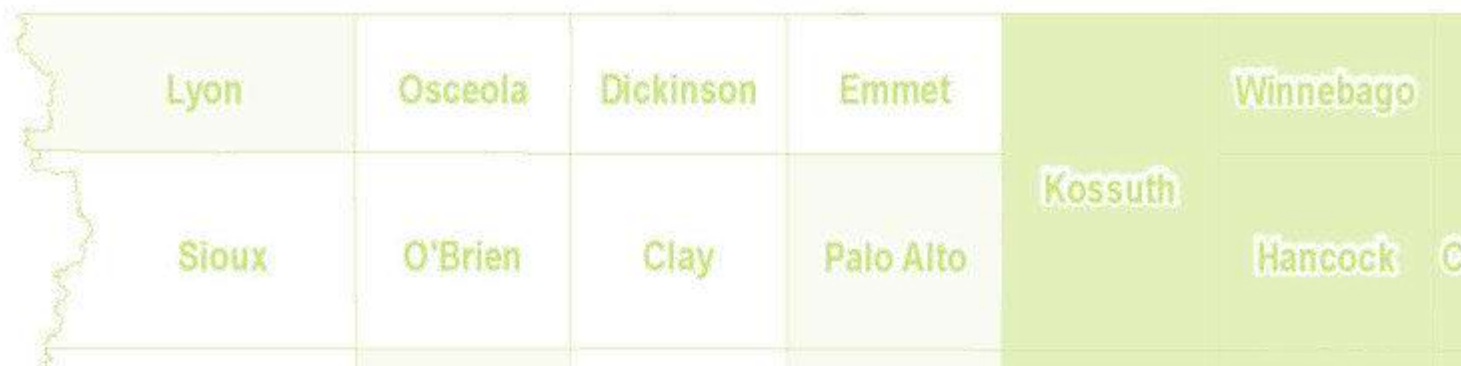 Lyon Osceola Dickinson Emmet Winnebago
Kossuth
Sioux O'Brien Clay Palo Alto Hancock C